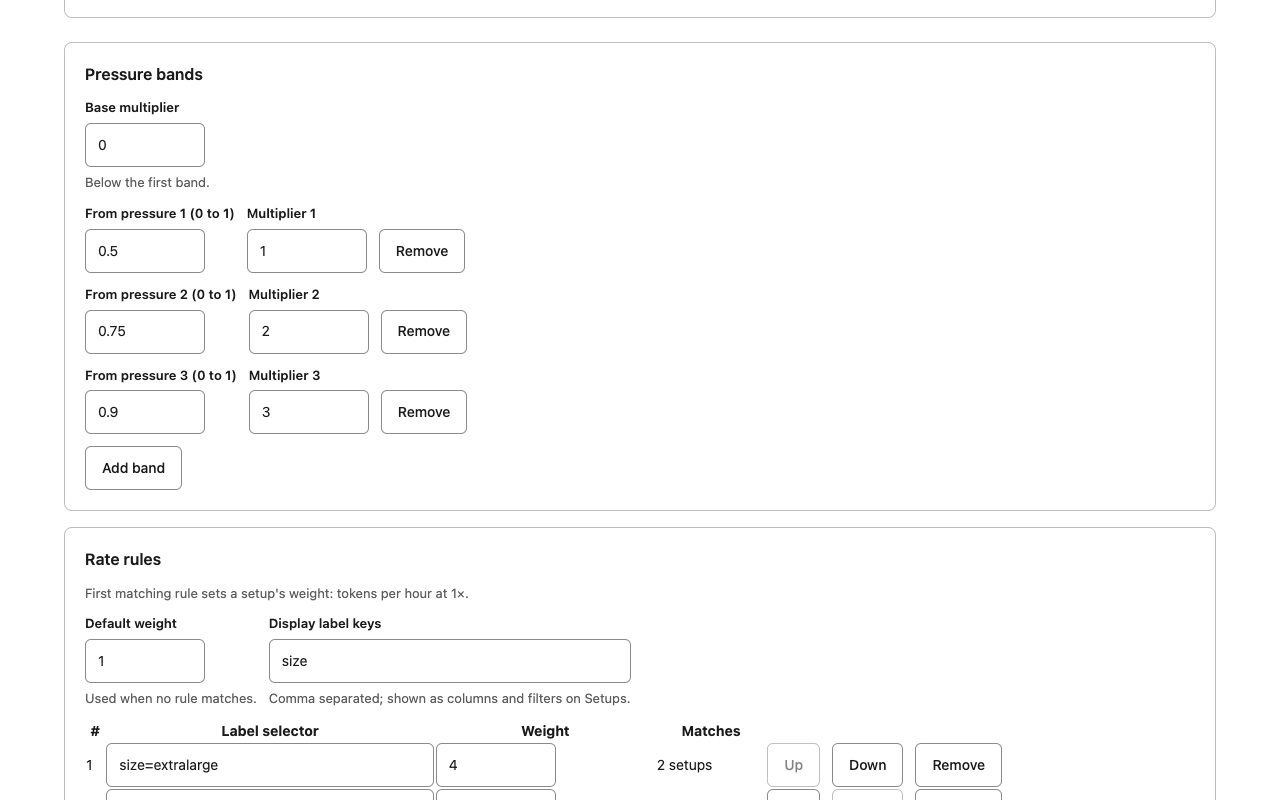 Pressure bands
Base multiplier
0
Below the first band.
From pressure 1 (0 to 1) Multiplier 1
0.5 1 Remove
From pressure 2 (0 to 1) Multiplier 2
0.75 2 Remove
From pressure 3 (0 to 1) Multiplier 3
0.9 3 Remove
Add band
Rate rules
First matching rule sets a setup's weight: tokens per hour at 1×.
Default weight Display label keys
1 size
Used when no rule matches. Comma separated; shown as columns and filters on Setups.
# Label selector Weight Matches
1 size=extralarge 4 2 setups Up Down Remove